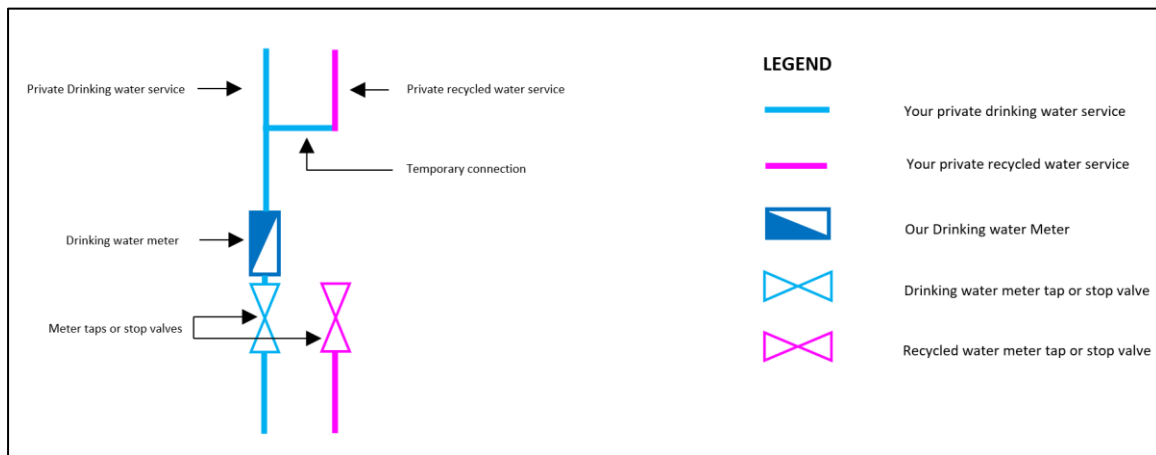 Private Drinking water service
Private recycled water service
Temporary connection
Drinking water meter
Meter taps or stop valves
LEGEND
Your private drinking water service
Your private recycled water service
Our Drinking water Meter
Drinking water meter tap or stop valve
Recycled water meter tap or stop valve